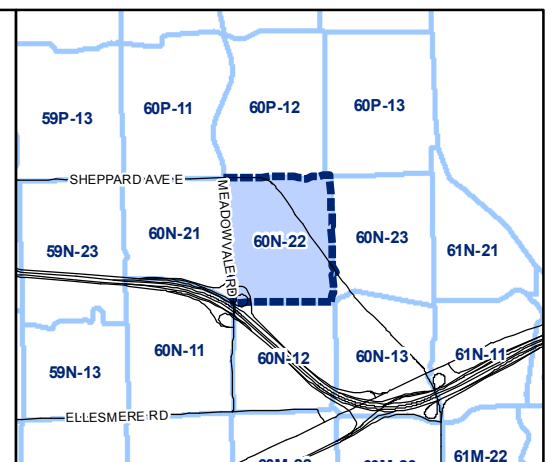 59P-13
60P-11
60P-12
60P-13
SHEPPARD AVE E
MEADOWVALE RD
59N-23
60N-21
60N-22
60N-23
61N-21
59N-13
60N-11
60N-12
60N-13
61N-11
ELLESMERE RD
61M-22